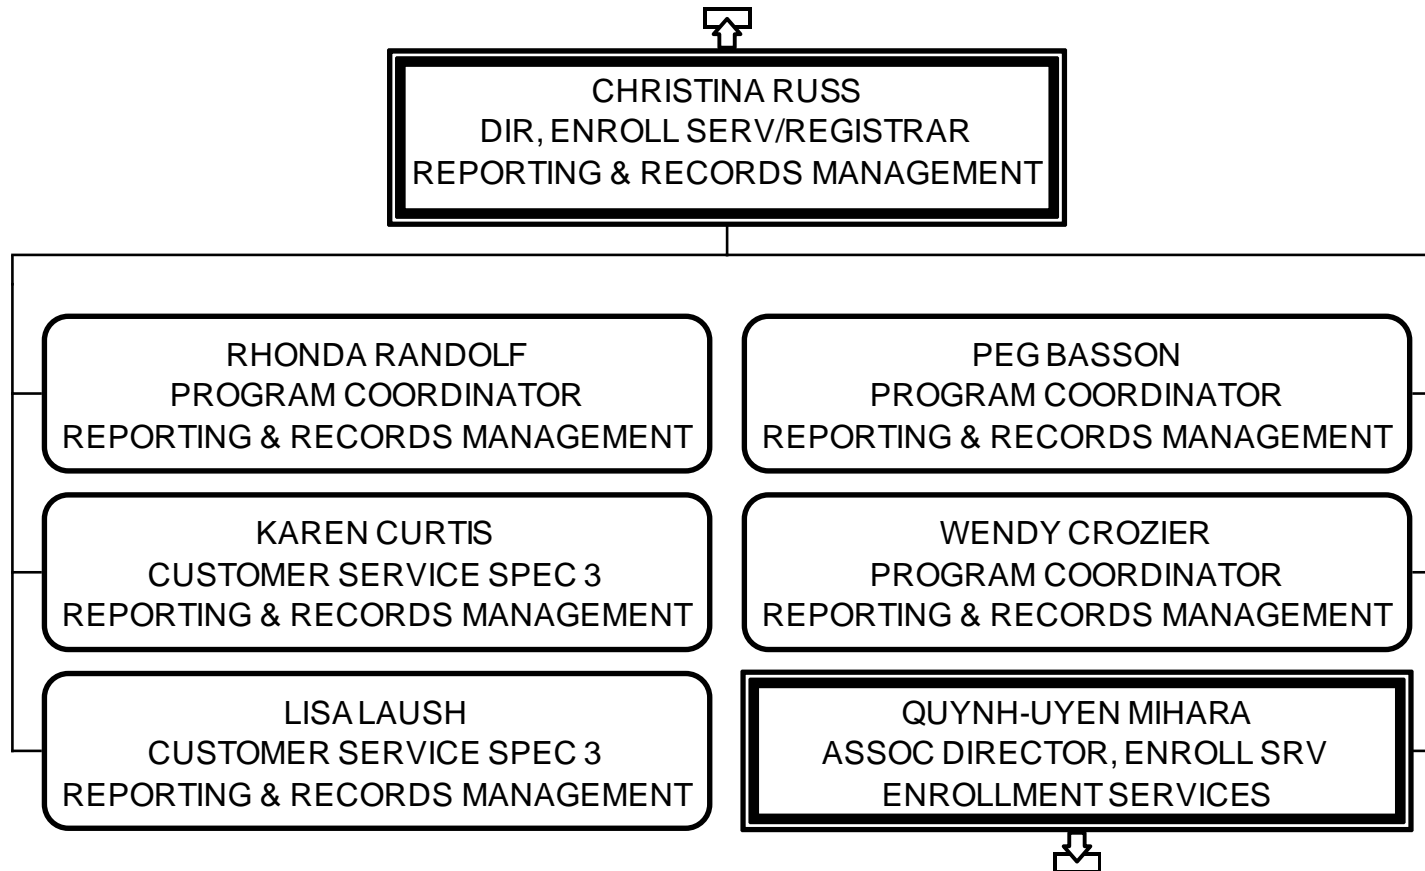 CHRISTINA RUSS
DIR, ENROLL SERV/REGISTRAR
REPORTING & RECORDS MANAGEMENT
RHONDA RANDOLF
PROGRAM COORDINATOR
REPORTING & RECORDS MANAGEMENT
PEG BASSON
PROGRAM COORDINATOR
REPORTING & RECORDS MANAGEMENT
KAREN CURTIS
CUSTOMER SERVICE SPEC 3
REPORTING & RECORDS MANAGEMENT
WENDY CROZIER
PROGRAM COORDINATOR
REPORTING & RECORDS MANAGEMENT
LISA LAUSH
CUSTOMER SERVICE SPEC 3
REPORTING & RECORDS MANAGEMENT
QUYNH-UYEN MIHARA
ASSOC DIRECTOR, ENROLL SRV
ENROLLMENT SERVICES